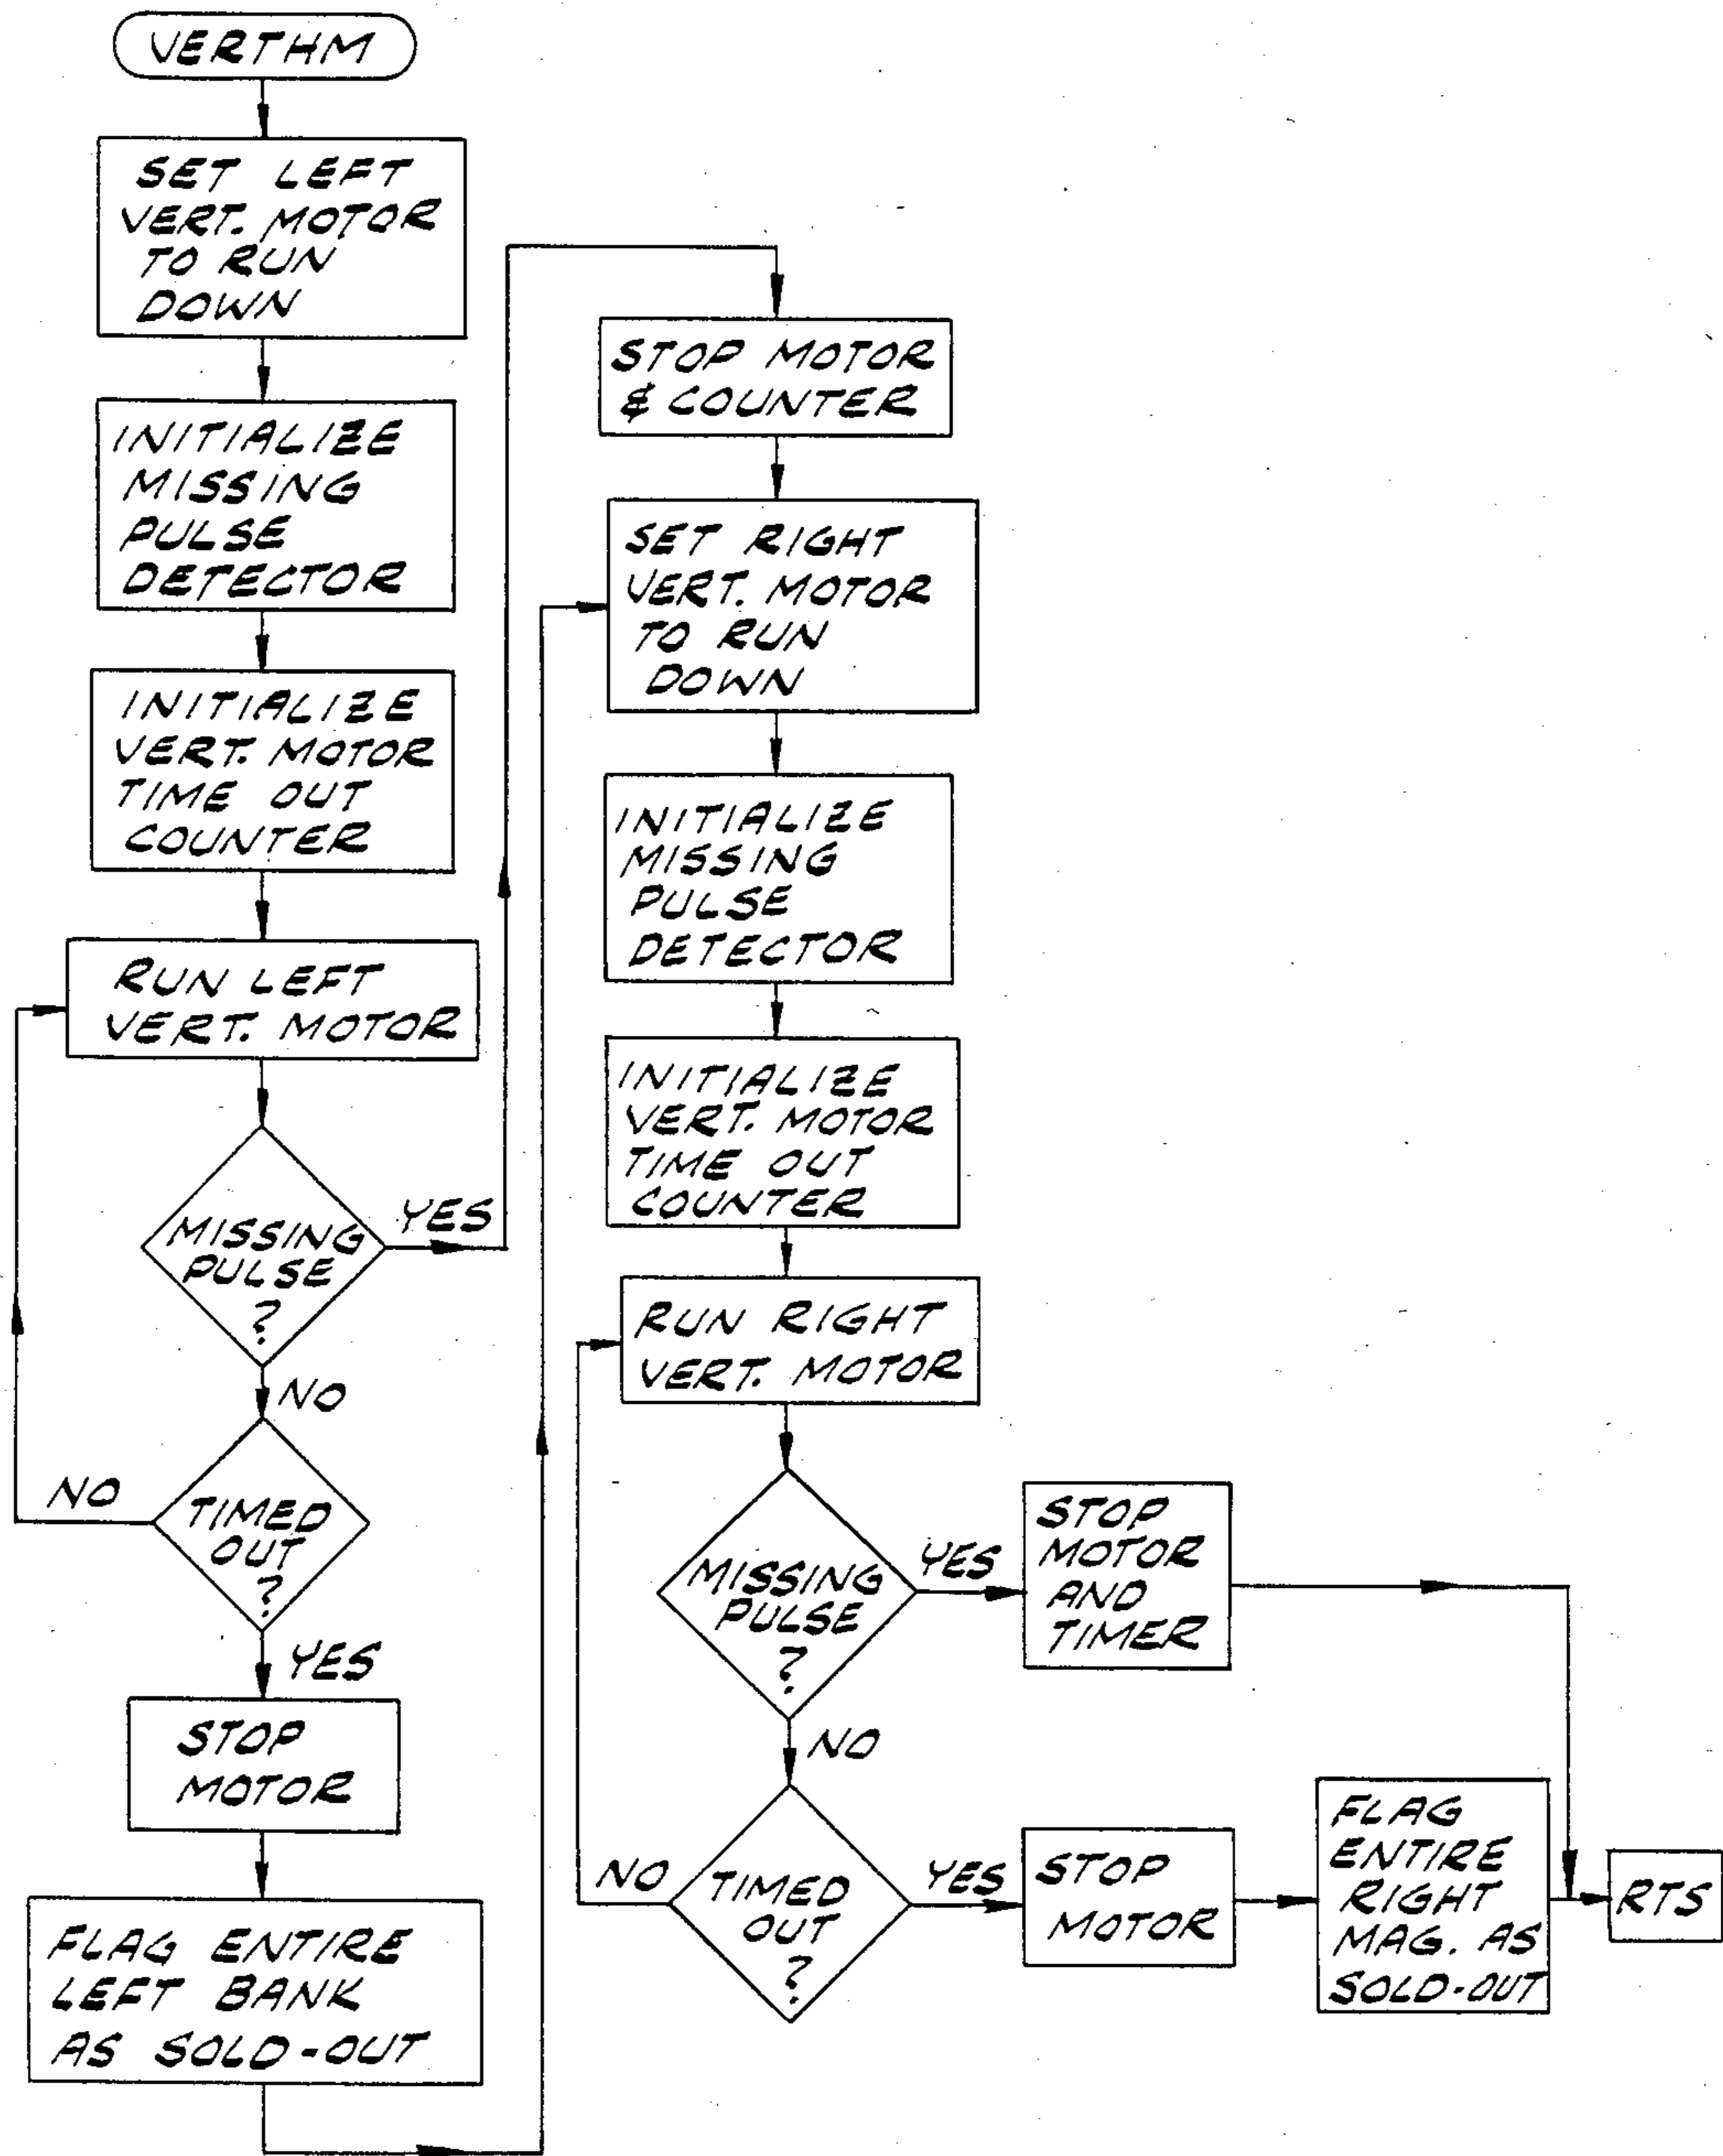 VERTHM
SET LEFT
VERT. MOTOR
TO RUN
DOWN
INITIALIZE
MISSING
PULSE
DETECTOR
INITIALIZE
VERT. MOTOR
TIME OUT
COUNTER
RUN LEFT
VERT. MOTOR
MISSING
PULSE
?
YES
NO
TIMED
OUT
?
NO
YES
STOP
MOTOR
FLAG ENTIRE
LEFT BANK
AS SOLD-OUT
STOP MOTOR
& COUNTER
SET RIGHT
VERT. MOTOR
TO RUN
DOWN
INITIALIZE
MISSING
PULSE
DETECTOR
INITIALIZE
VERT. MOTOR
TIME OUT
COUNTER
RUN RIGHT
VERT. MOTOR
MISSING
PULSE
?
YES
STOP
MOTOR
AND
TIMER
NO
TIMED
OUT
?
NO
YES
STOP
MOTOR
FLAG
ENTIRE
RIGHT
MAG. AS
SOLD-OUT
RTS